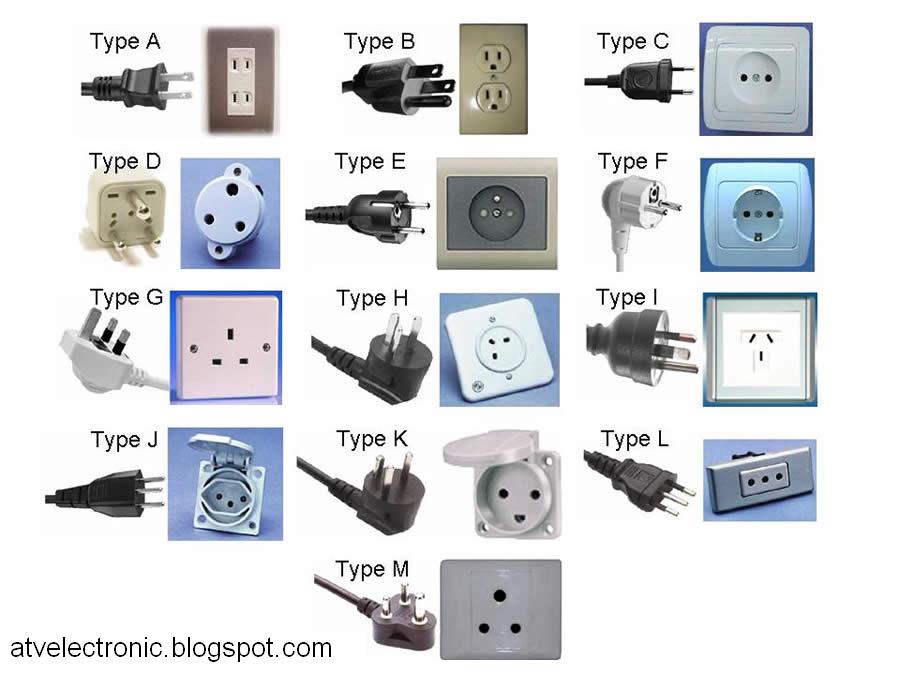 Type A
Type B
Type C
Type D
Type E
Type F
Type G
Type H
Type I
Type J
Type K
Type L
Type M
atvelectronic.blogspot.com